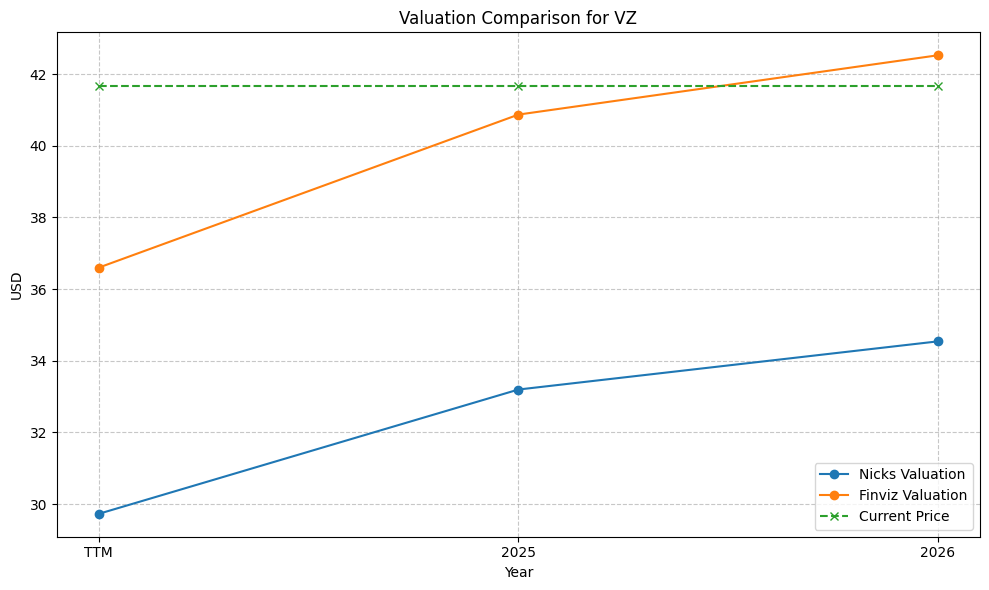 Valuation Comparison for VZ
USD
42
40
38
36
34
32
30
Nicks Valuation
Finviz Valuation
Current Price
TTM
2025
2026
Year